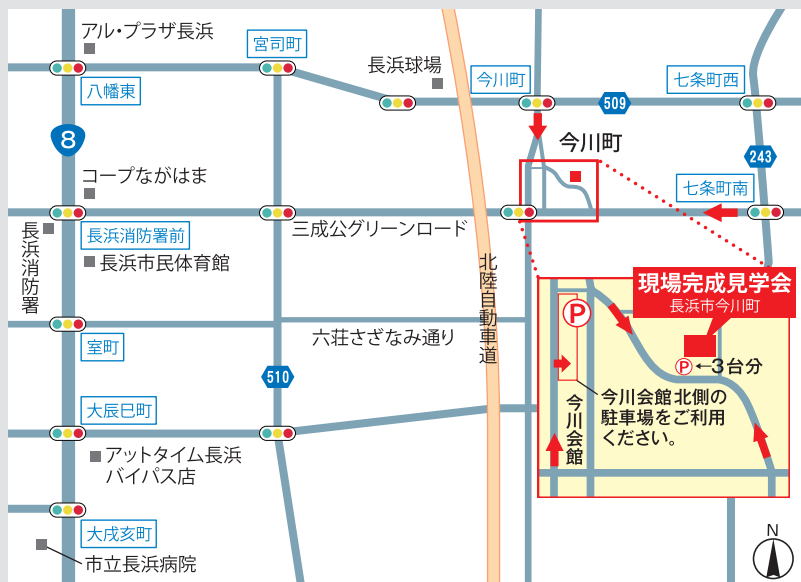 アル・プラザ長浜
宮司町
長浜球場
今川町
七条町西
八幡東
509
8
今川町
243
コープながはま
七条町南
長浜消防署
長浜消防署前
三成公グリーンロード
長浜市民体育館
北陸自動車道
現場完成見学会
長浜市今川町
P
室町
六荘さざなみ通り
P←3台分
510
大辰巳町
今川会館
今川会館北側の
駐車場をご利用
ください。
アットタイム長浜
バイパス店
大戌亥町
市立長浜病院
N